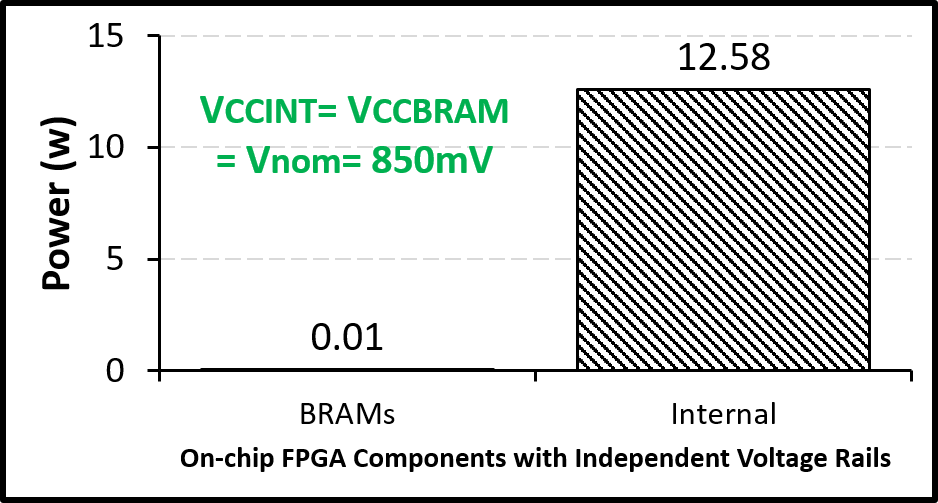 15
12.58
VCCINT= VCCBRAM
= Vnom= 850mV
10
Power (w)
5
0.01
0
BRAMs Internal
On-chip FPGA Components with Independent Voltage Rails